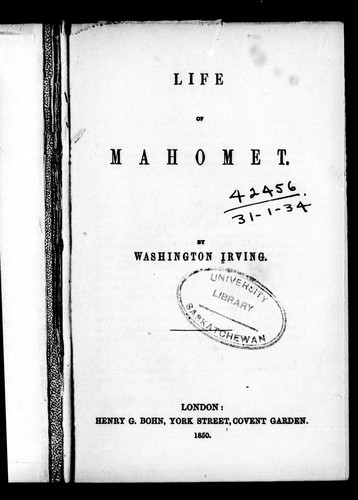 LIFE
OF
MAHOMET.
42456.
31-1-34
BY
WASHINGTON IRVING.
UNIVERSITY
LIBRARY
SASKATCHEWAN
LONDON:
HENRY G. BOHN, YORK STREET, COVENT GARDEN.
1850.